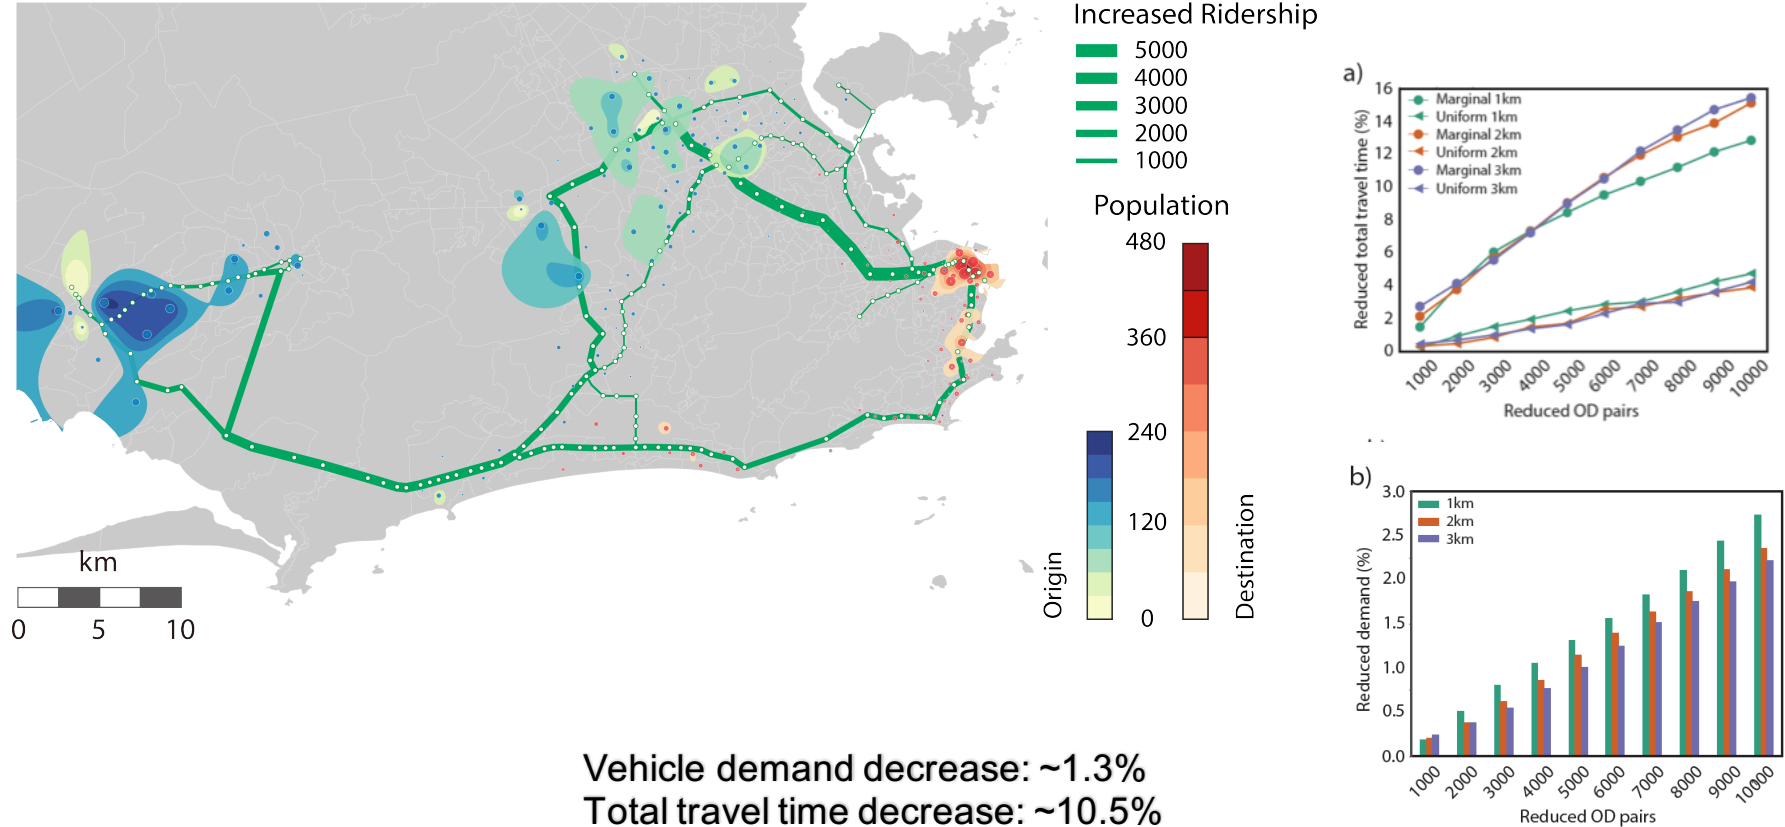 Increased Ridership
5000
4000
3000
2000
1000
Population
480
360
240
120
0
Origin
Destination
km
0 5 10
a)
16
14
12
10
8
6
4
2
0
Reduced total travel time (%)
Marginal 1km
Uniform 1km
Marginal 2km
Uniform 2km
Marginal 3km
Uniform 3km
1000 2000 3000 4000 5000 6000 7000 8000 9000 10000
Reduced OD pairs
b)
3.0
2.5
2.0
1.5
1.0
0.5
0.0
Reduced demand (%)
1km
2km
3km
1000 2000 3000 4000 5000 6000 7000 8000 9000 10000
Reduced OD pairs
Vehicle demand decrease: ~1.3%
Total travel time decrease: ~10.5%